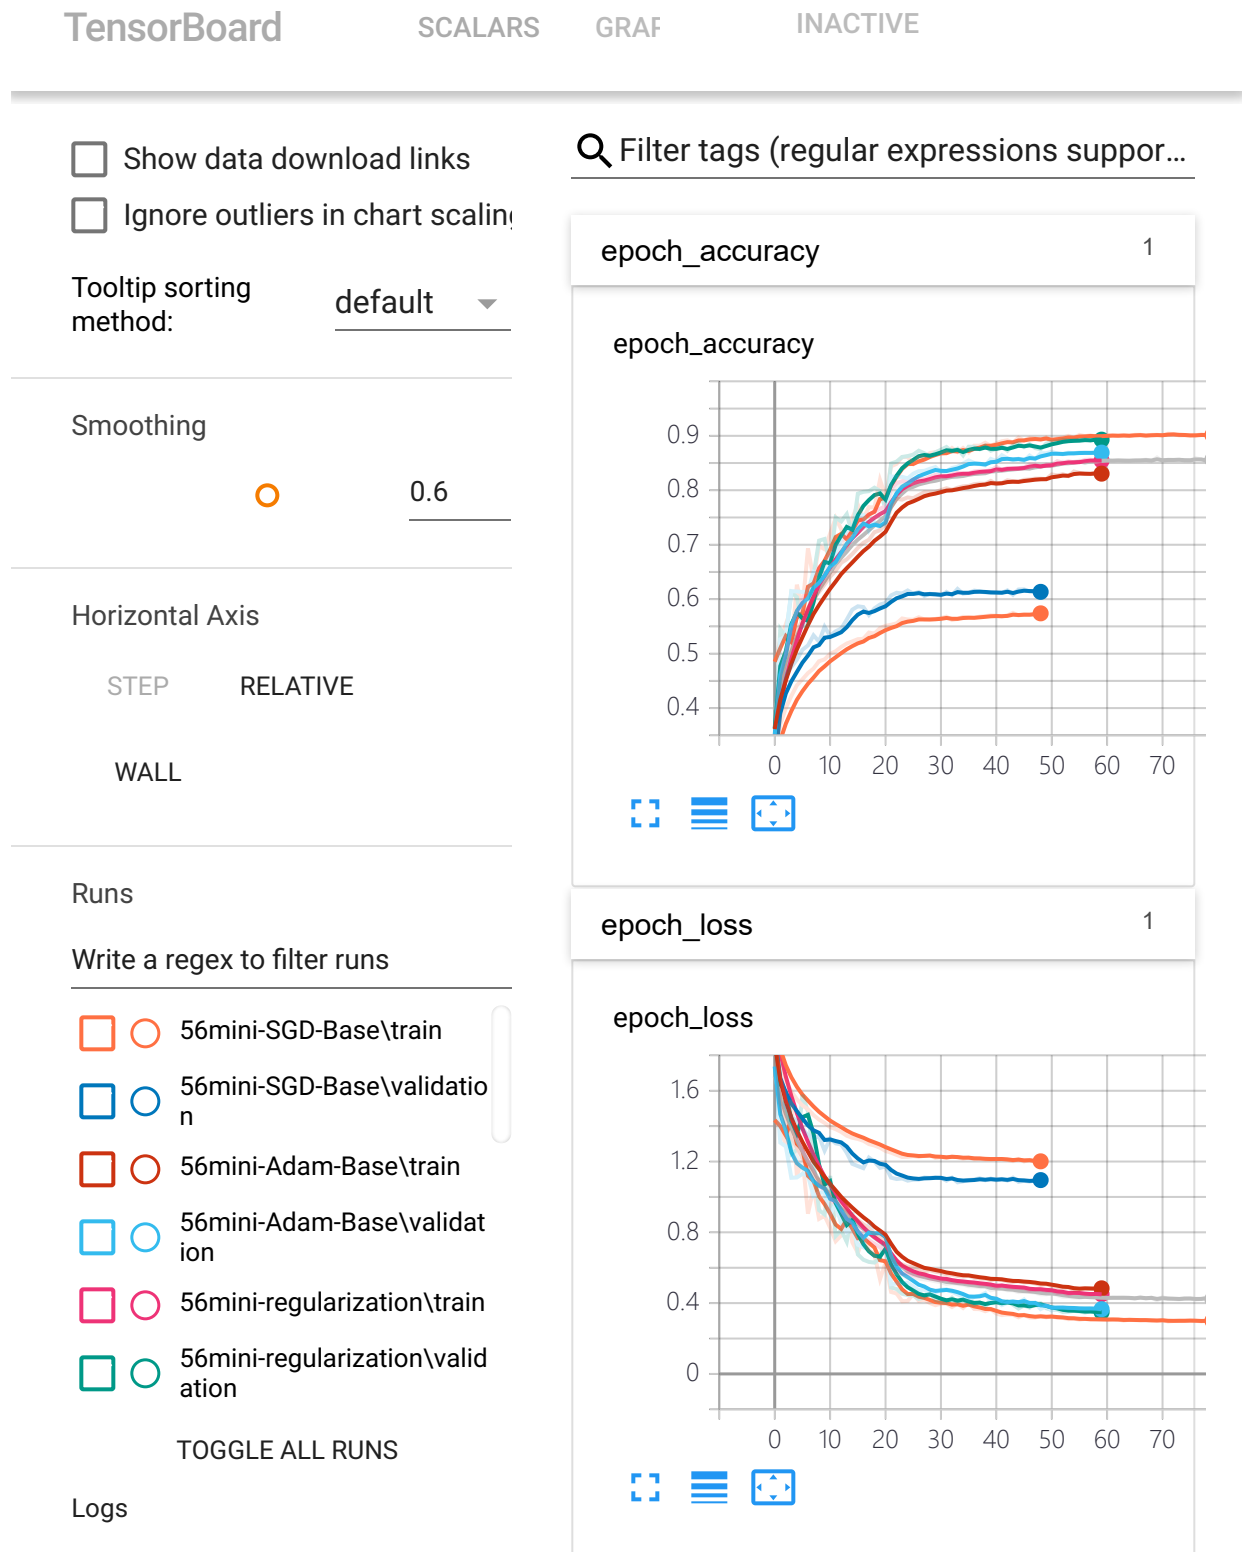 TensorBoard
SCALARS
INACTIVE
Show data download links
Ignore outliers in chart scaling
Tooltip sorting
method:
default
Smoothing
0.6
Horizontal Axis
STEP
RELATIVE
WALL
Runs
Write a regex to filter runs
56mini-SGD-Base\train
56mini-SGD-Base\validatio
n
56mini-Adam-Base\train
56mini-Adam-Base\validat
ion
56mini-regularization\train
56mini-regularization\valid
ation
TOGGLE ALL RUNS
Logs
Filter tags (regular expressions suppor...
epoch_accuracy
1
epoch_accuracy
0.9
0.8
0.7
0.6
0.5
0.4
0 10 20 30 40 50 60 70
epoch_loss
1
epoch_loss
1.6
1.2
0.8
0.4
0
0 10 20 30 40 50 60 70